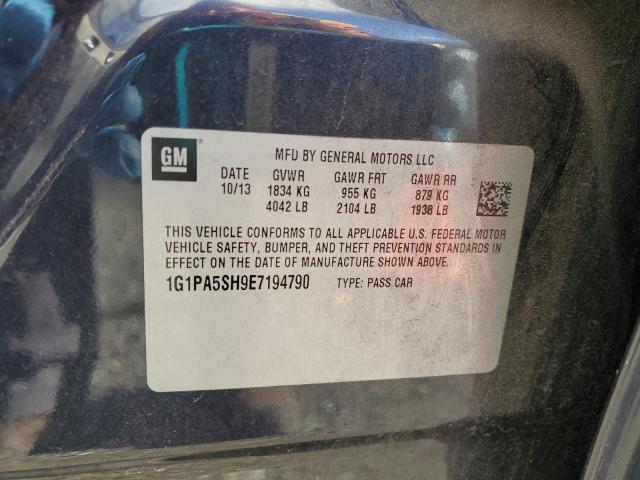 GM
MFD BY GENERAL MOTORS LLC
DATE GVWR GAWR FRT GAWR RR
10/13 1834 KG 955 KG 879 KG
4042 LB 2104 LB 1938 LB
THIS VEHICLE CONFORMS TO ALL APPLICABLE U.S. FEDERAL MOTOR
VEHICLE SAFETY, BUMPER, AND THEFT PREVENTION STANDARDS IN
EFFECT ON THE DATE OF MANUFACTURE SHOWN ABOVE.
1G1PA5SH9E7194790 TYPE: PASS CAR